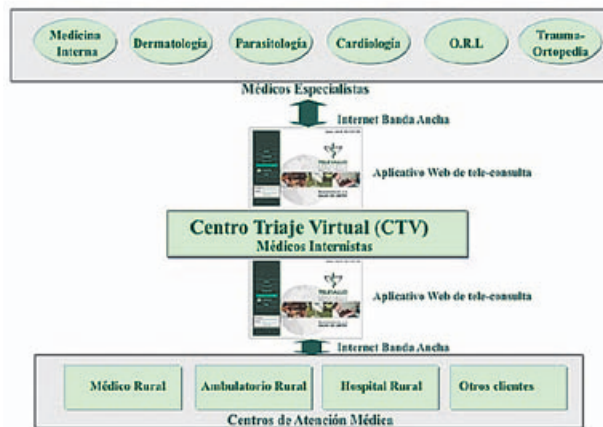 Medicina
Interna
Dermatología
Parasitología
Cardiología
O.R.L
Trauma-
Ortopedia
Médicos Especialistas
Internet Banda Ancha
Aplicativo Web de tele-consulta
Centro Triaje Virtual (CTV)
Médicos Internistas
Aplicativo Web de tele-consulta
Internet Banda Ancha
Médico Rural
Ambulatorio Rural
Hospital Rural
Otros clientes
Centros de Atención Médica